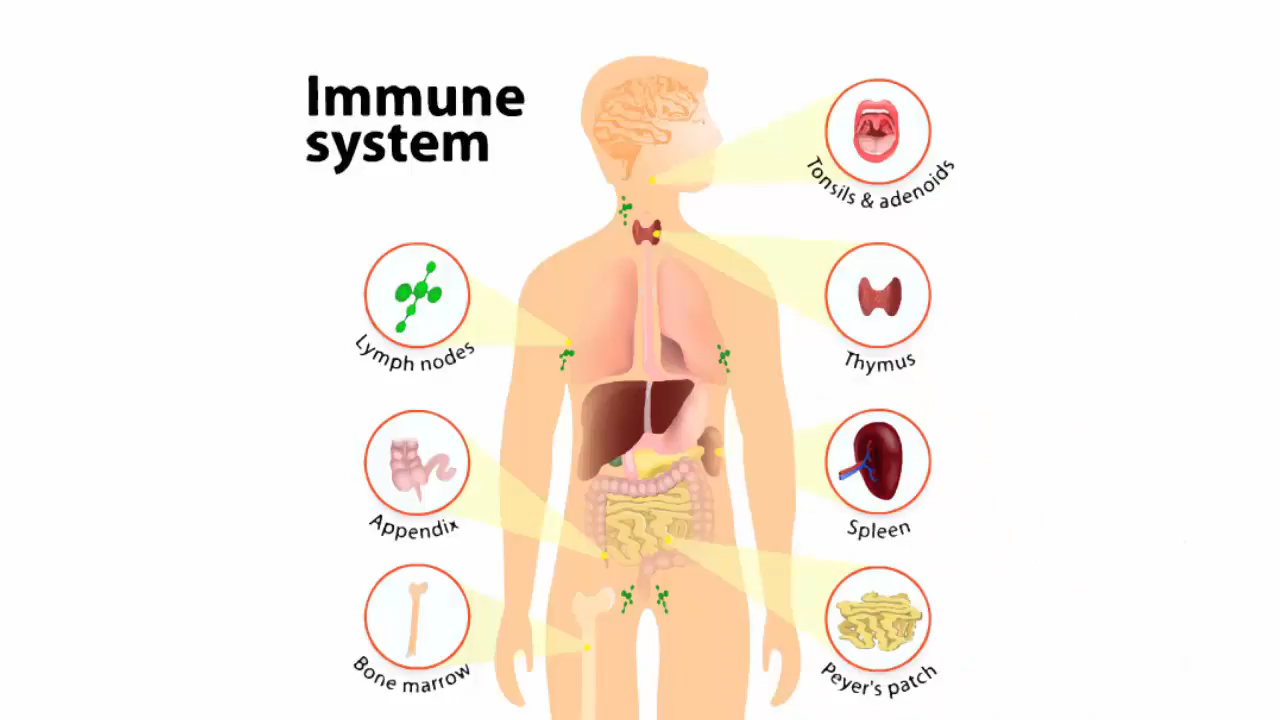 Immune
system
Tonsils & adenoids
Lymph nodes
Thymus
Appendix
Spleen
Bone marrow
Peyer's patch